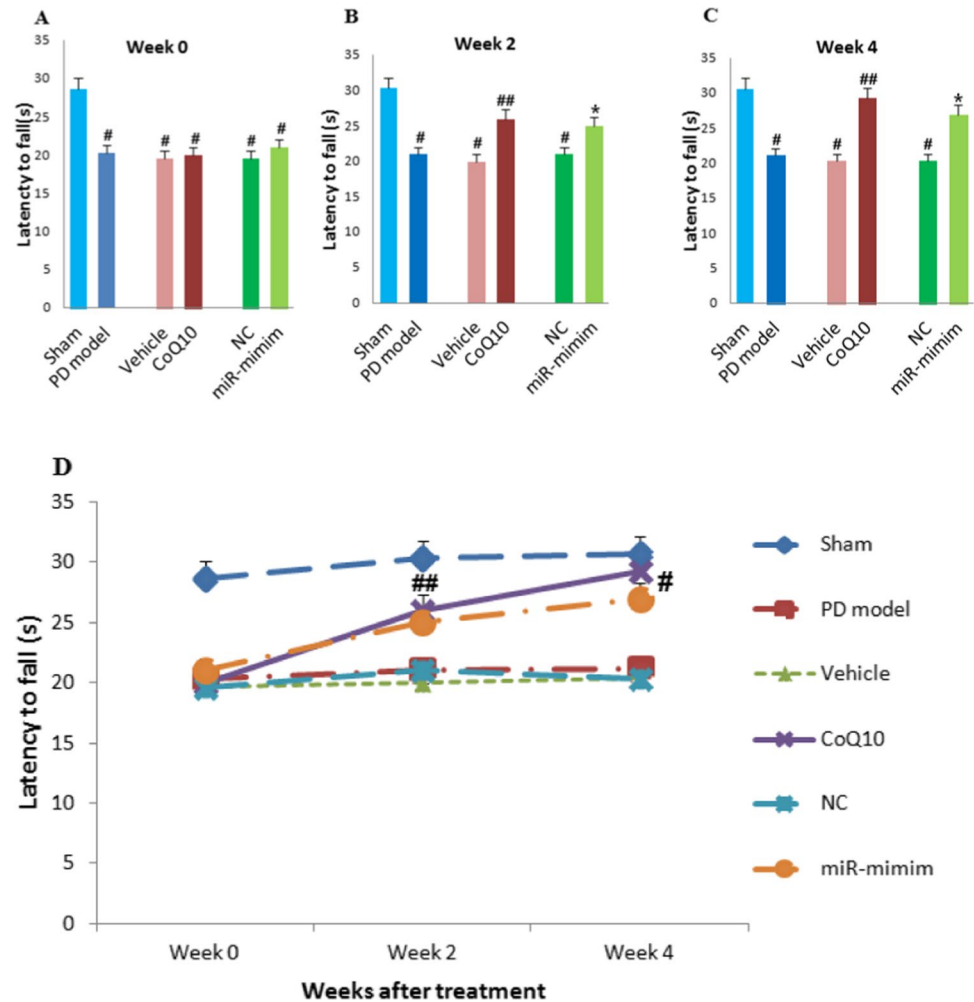 A
Week 0
Latencty to fall(s)
35
30
25
20
15
10
5
0
#
#
#
#
#
Sham
PD model
Vehicle
CoQ10
NC
miR-mimim
B
Week 2
Latency to fall (s)
35
30
25
20
15
10
5
0
#
#
##
#
*
Sham
PD model
Vehicle
CoQ10
NC
miR-mimim
C
Week 4
Latency to fall (s)
35
30
25
20
15
10
5
0
#
#
##
#
*
Sham
PD model
Vehicle
CoQ10
NC
miR-mimim
D
Latency to fall (s)
35
30
25
20
15
10
5
0
##
#
Week 0
Week 2
Week 4
Weeks after treatment
Sham
PD model
Vehicle
CoQ10
NC
miR-mimim